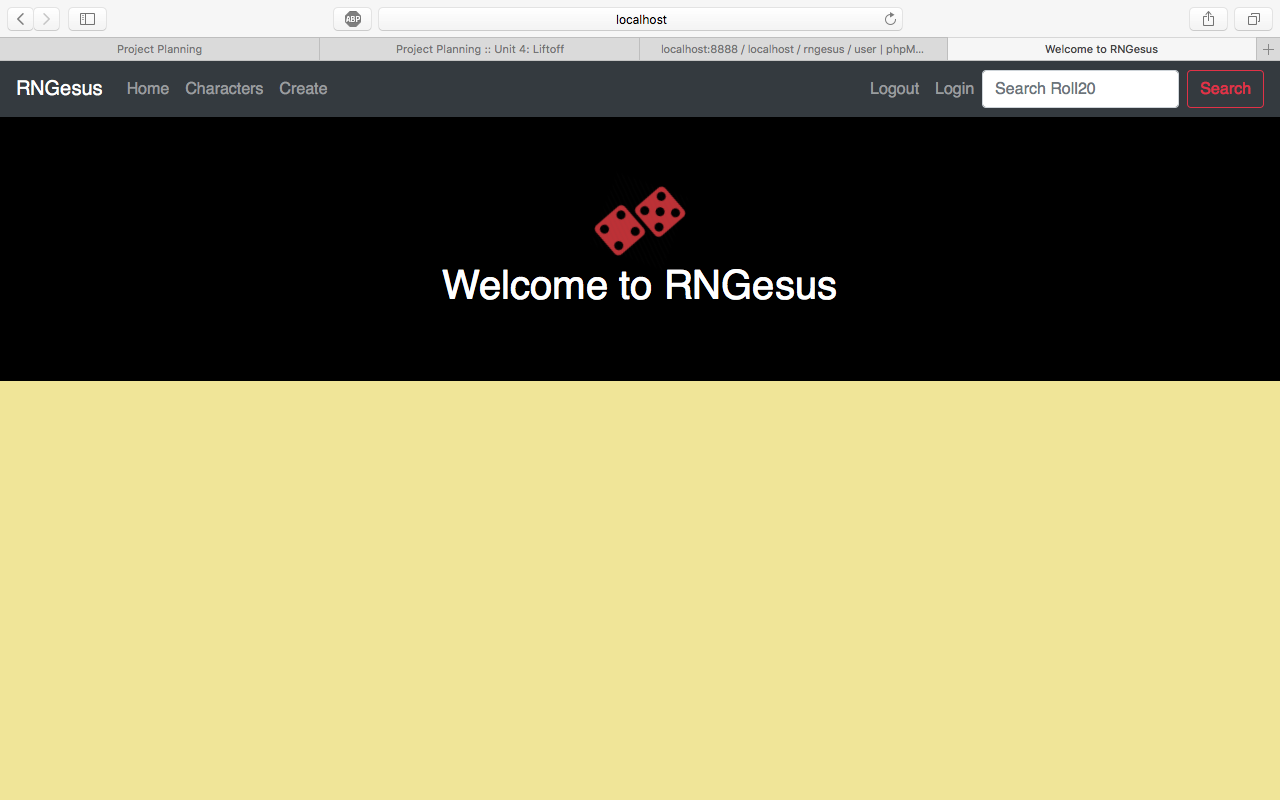 ABP
localhost
Project Planning
Project Planning :: Unit 4: Liftoff
localhost:8888 / localhost / rngesus / user | phpM...
Welcome to RNGesus
RNGesus Home Characters Create Logout Login Search Roll20 Search
Welcome to RNGesus